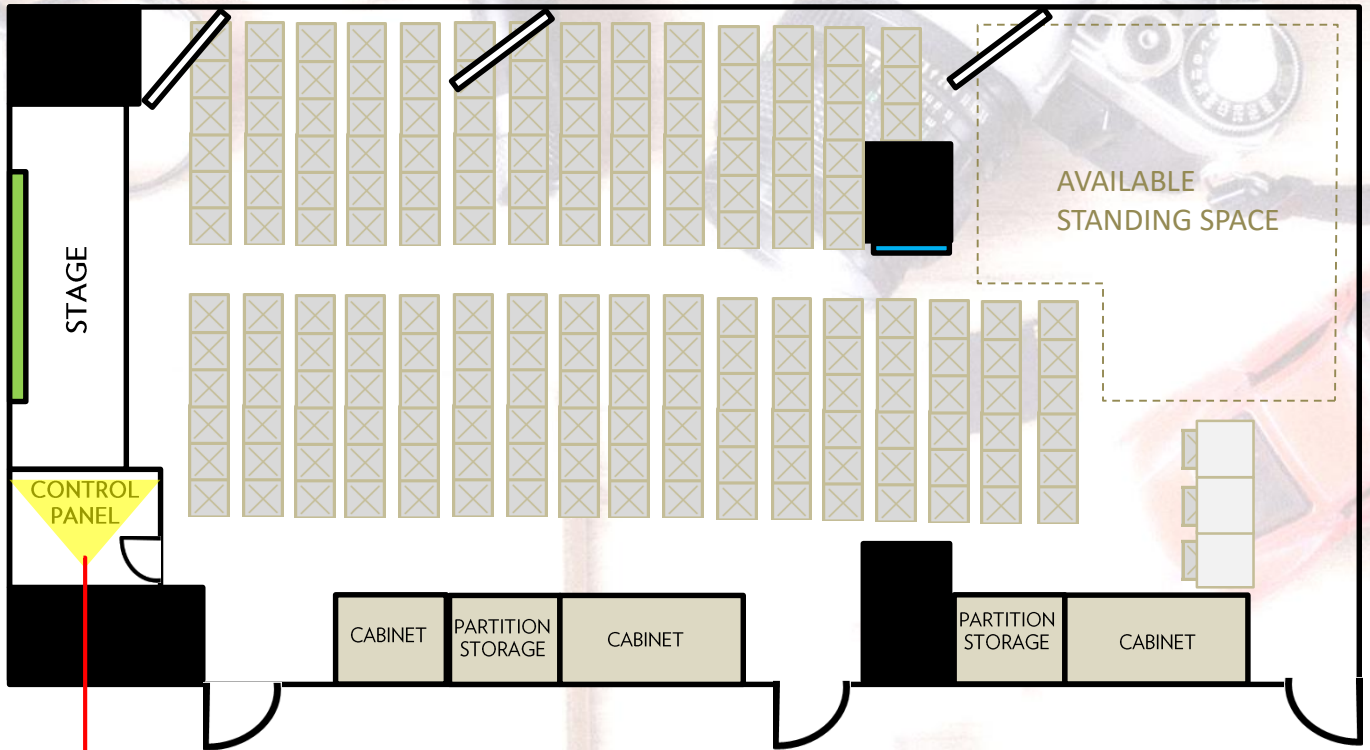 AVAILABLE
STANDING SPACE
STAGE
CONTROL
PANEL
CABINET
PARTITION
STORAGE
CABINET
PARTITION
STORAGE
CABINET